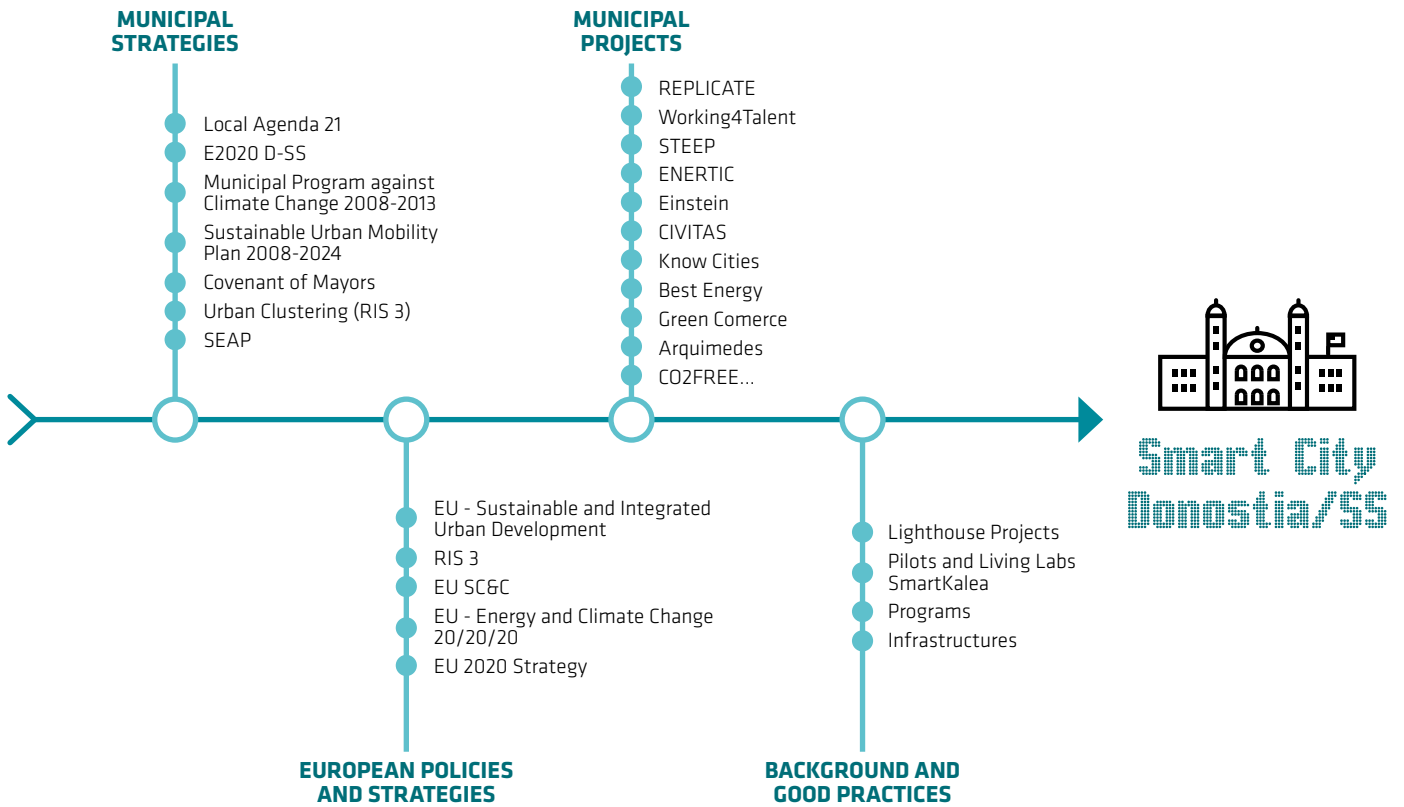 MUNICIPAL
STRATEGIES
Local Agenda 21
E2020 D-SS
Municipal Program against
Climate Change 2008-2013
Sustainable Urban Mobility
Plan 2008-2024
Covenant of Mayors
Urban Clustering (RIS 3)
SEAP
MUNICIPAL
PROJECTS
REPLICATE
Working4Talent
STEEP
ENERTIC
Einstein
CIVITAS
Know Cities
Best Energy
Green Comerce
Arquimedes
CO2FREE...
EU - Sustainable and Integrated
Urban Development
RIS 3
EU SC&C
EU - Energy and Climate Change
20/20/20
EU 2020 Strategy
EUROPEAN POLICIES
AND STRATEGIES
Lighthouse Projects
Pilots and Living Labs
SmartKalea
Programs
Infrastructures
BACKGROUND AND
GOOD PRACTICES
Smart City
Donostia/SS